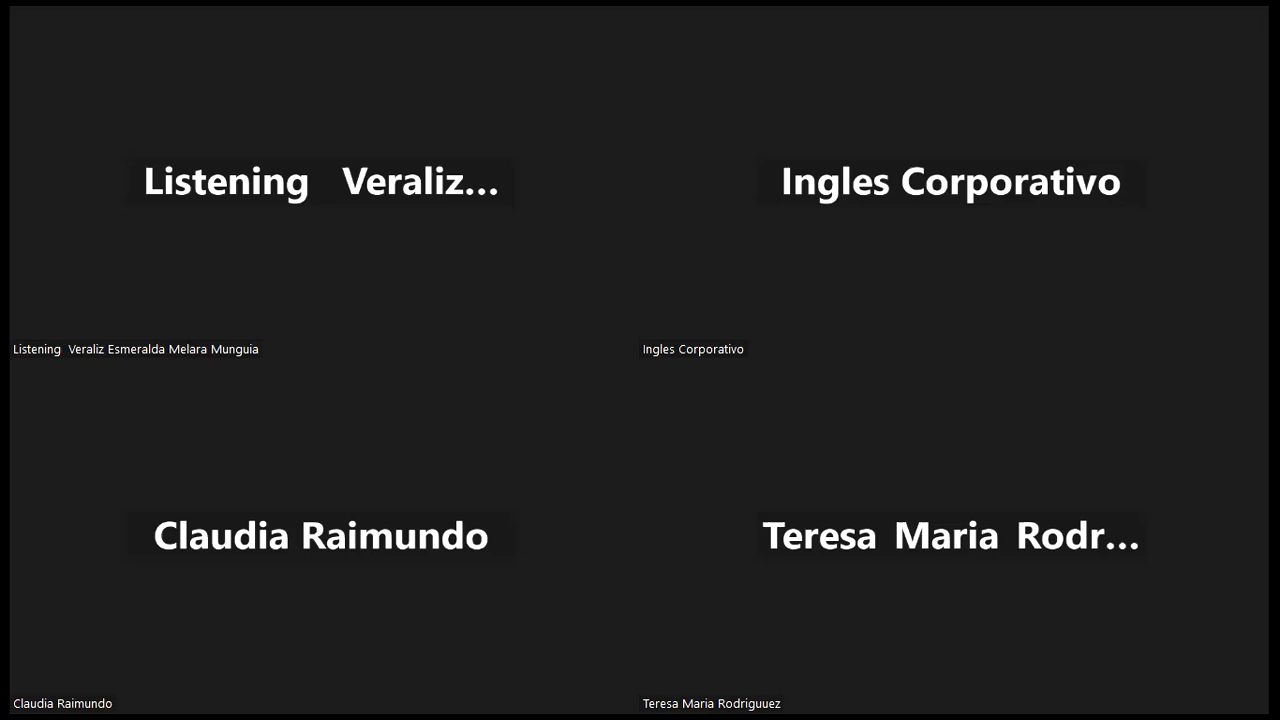 Listening Veraliz...
Ingles Corporativo
Listening Veraliz Esmeralda Melara Munguia
Ingles Corporativo
Claudia Raimundo
Teresa Maria Rodr...
Claudia Raimundo
Teresa Maria Rodriguuez